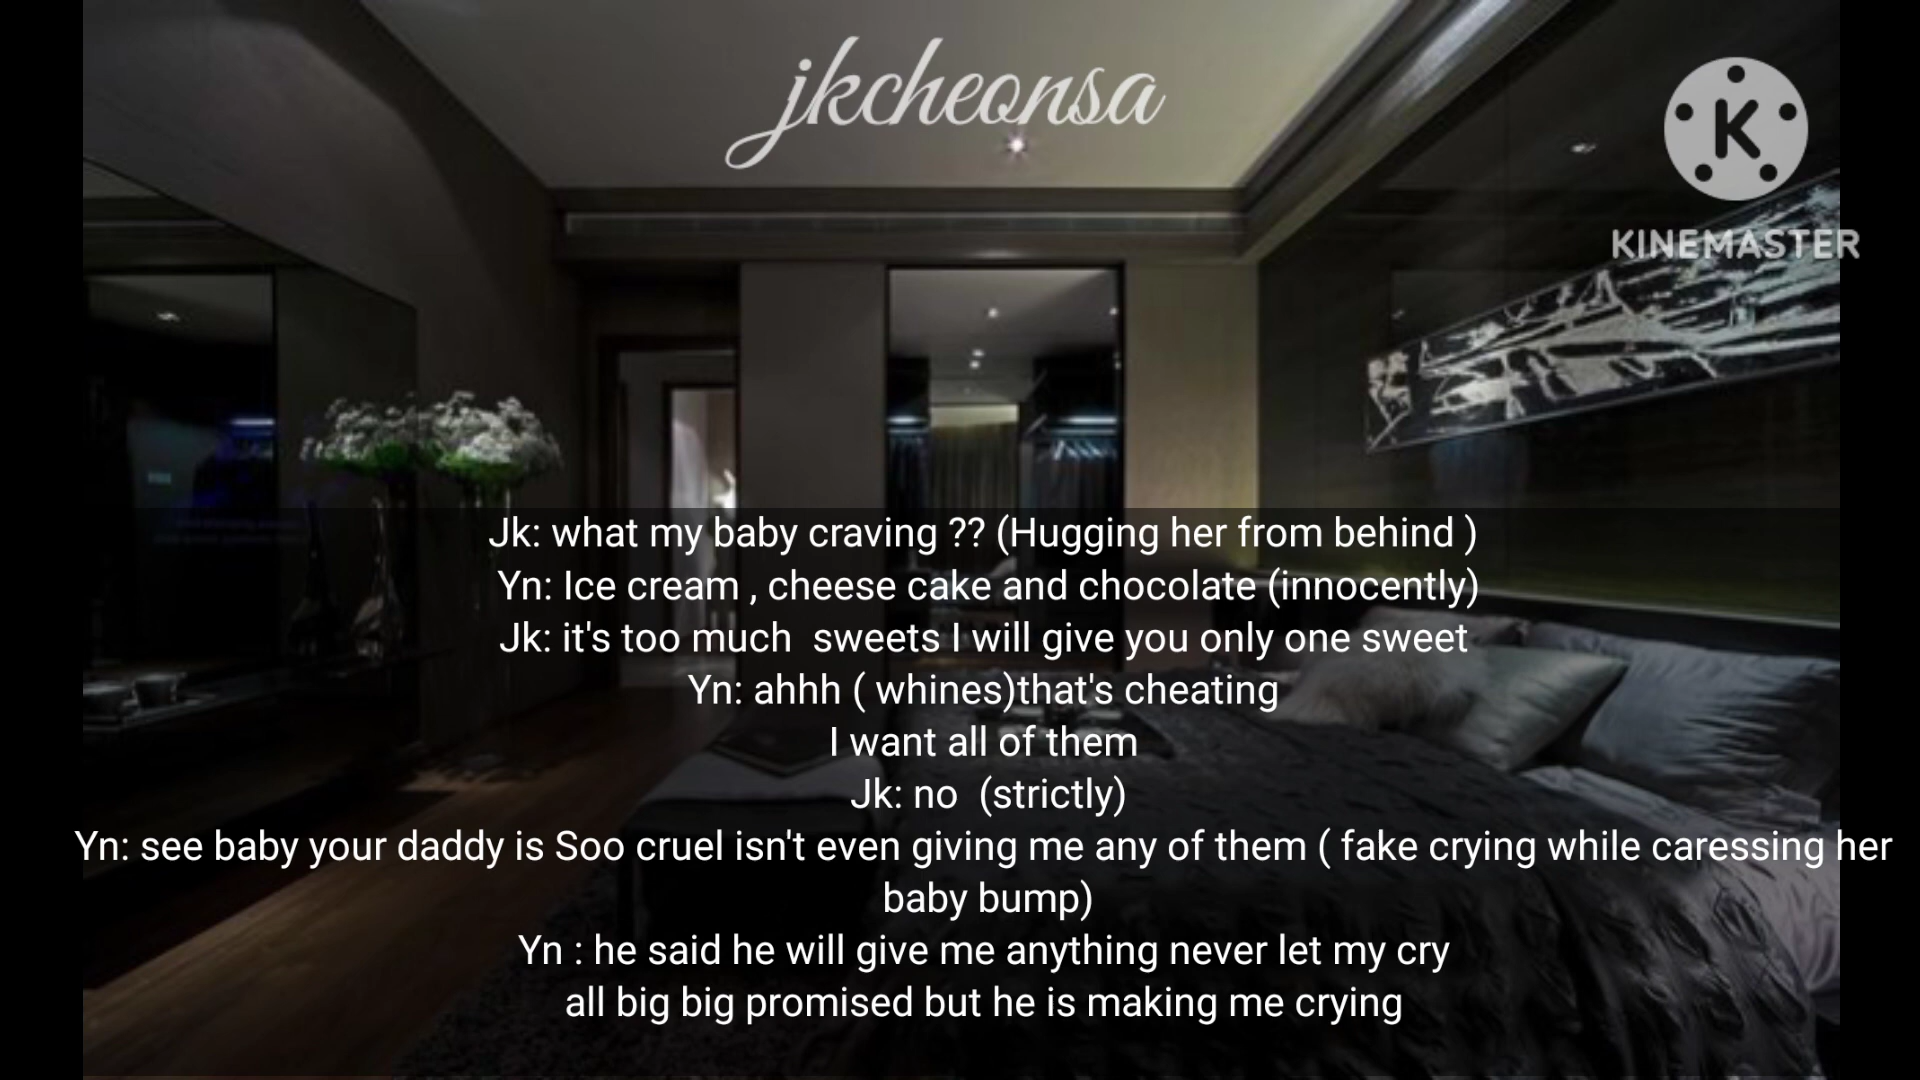 jkcheonsa
K
KINEMASTER
Jk: what my baby craving ?? (Hugging her from behind )
Yn: Ice cream , cheese cake and chocolate (innocently)
Jk: it's too much  sweets I will give you only one sweet
Yn: ahhh ( whines)that's cheating
I want all of them
Jk: no  (strictly)
Yn: see baby your daddy is Soo cruel isn't even giving me any of them ( fake crying while caressing her
baby bump)
Yn : he said he will give me anything never let my cry
all big big promised but he is making me crying